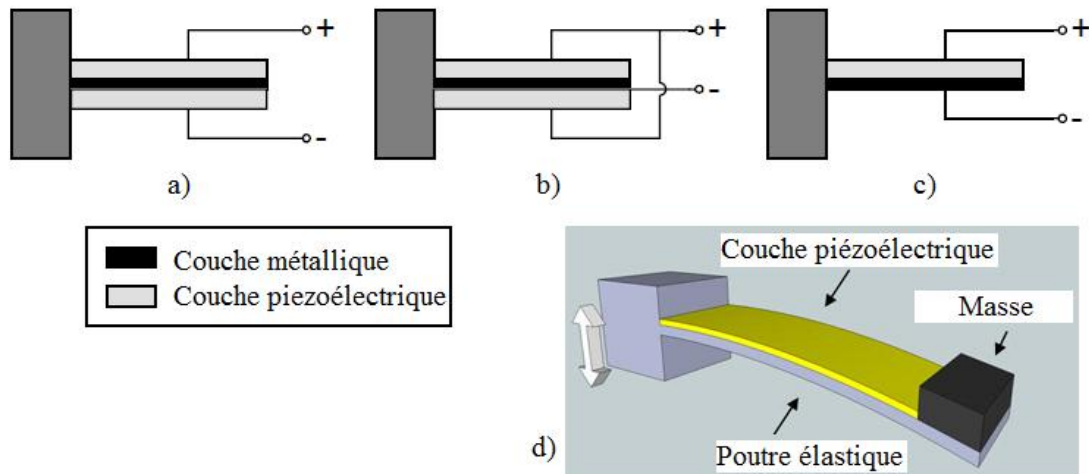 +
-
a)
+
-
b)
+
-
c)
Couche métallique
Couche piezoélectrique
Couche piézoélectrique
Masse
Poutre élastique
d)